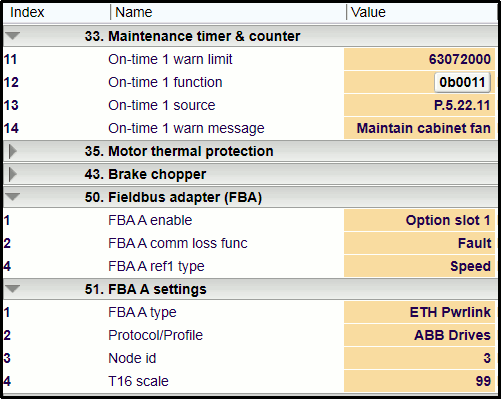 Index Name Value
33. Maintenance timer & counter
11 On-time 1 warn limit 63072000
12 On-time 1 function 0b0011
13 On-time 1 source P.5.22.11
14 On-time 1 warn message Maintain cabinet fan
35. Motor thermal protection
43. Brake chopper
50. Fieldbus adapter (FBA)
1 FBA A enable Option slot 1
2 FBA A comm loss func Fault
4 FBA A ref1 type Speed
51. FBA A settings
1 FBA A type ETH Pwrlink
2 Protocol/Profile ABB Drives
3 Node id 3
4 T16 scale 99